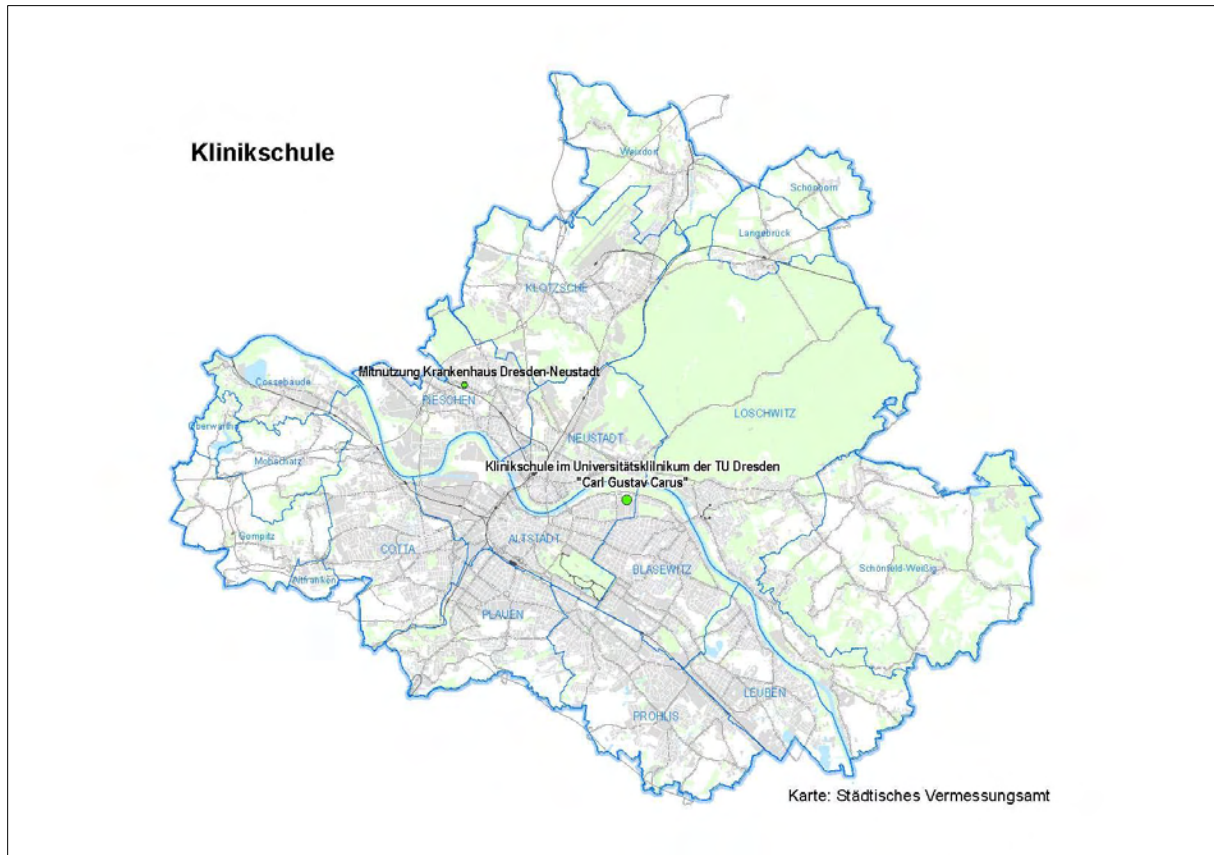 Klinikschule
Weixdorf
Schönborn
Langebrück
KLOTZSCHE
Mitnutzung Krankenhaus Dresden-Neustadt
Cossebaude
PIESCHEN
LOSCHWITZ
Oberwartha
NEUSTADT
Mobschatz
Klinikschule im Universitätsklilnikum der TU Dresden
"Carl Gustav Carus"
Gompitz
ALTSTADT
COTTA
BLASEWITZ
Schönfeld-Weißig
Altfranken
PLAUEN
LEUBEN
PROHLIS
Karte: Städtisches Vermessungsamt